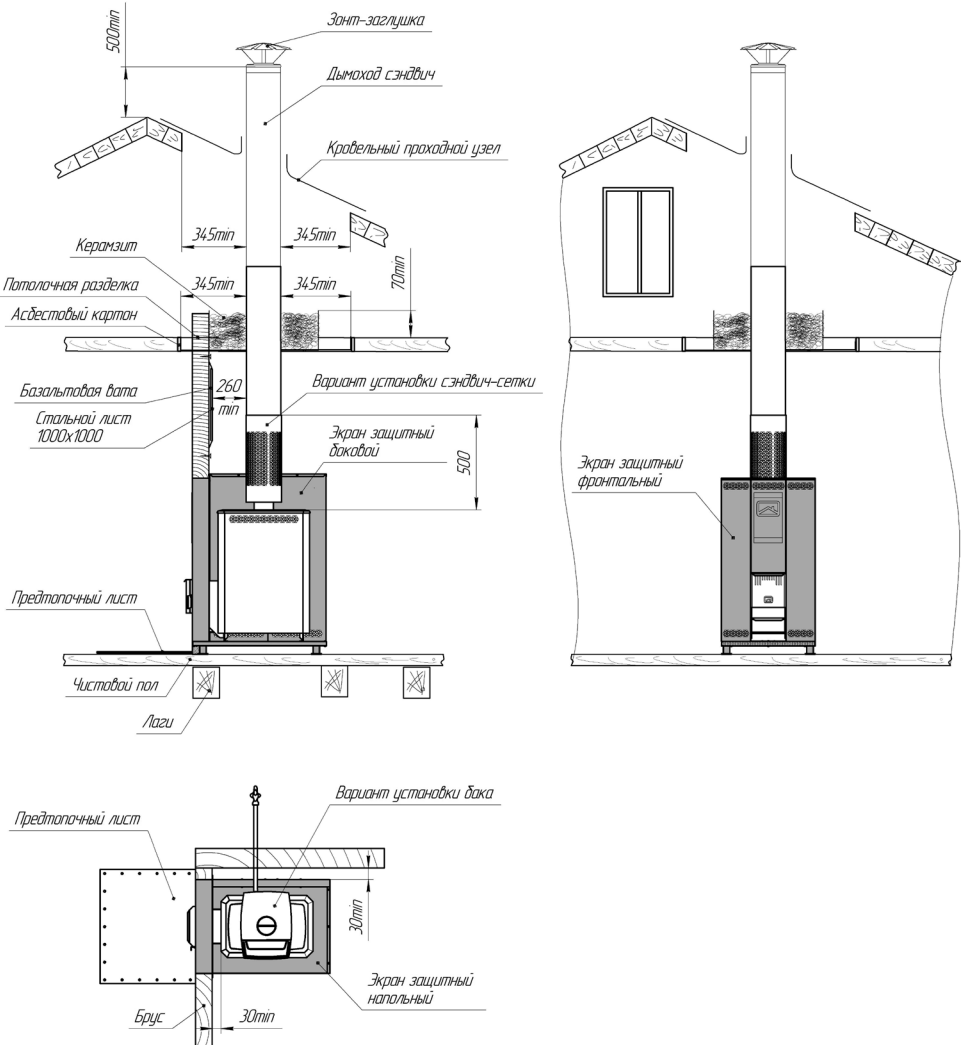 500min
Зонт-заглушка
Дымоход сэндвич
Кровельный проходной узел
345min
345min
Керамзит
Потолочная разделка
345min
345min
70min
Асбестовый картон
Базальтовая вата
260
min
Вариант установки сэндвич-сетки
Стальной лист
1000х1000
Экран защитный
боковой
500
Экран защитный
фронтальный
Предтопочный лист
Чистовой пол
Лаги
Вариант установки бака
Предтопочный лист
30min
Экран защитный
напольный
Брус
30min